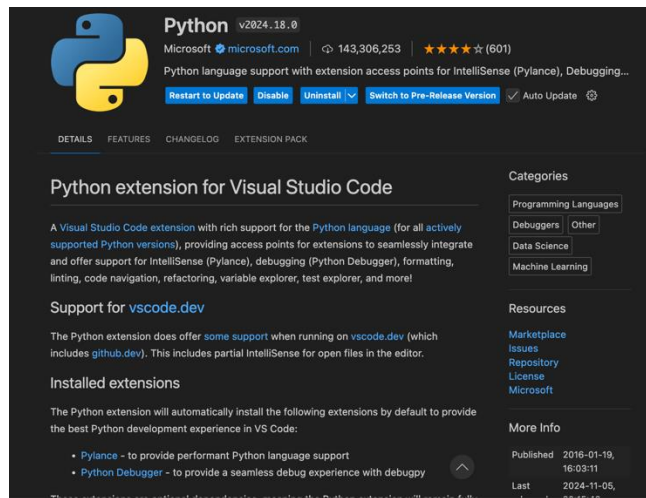 Python v2024.18.0
Microsoft microsoft.com 143,306,253 (601)
Python language support with extension access points for IntelliSense (Pylance), Debugging...
Restart to Update Disable Uninstall Switch to Pre-Release Version Auto Update
DETAILS FEATURES CHANGELOG EXTENSION PACK
Python extension for Visual Studio Code
A Visual Studio Code extension with rich support for the Python language (for all actively
supported Python versions), providing access points for extensions to seamlessly integrate
and offer support for IntelliSense (Pylance), debugging (Python Debugger), formatting,
linting, code navigation, refactoring, variable explorer, test explorer, and more!
Support for vscode.dev
The Python extension does offer some support when running on vscode.dev (which
includes github.dev). This includes partial IntelliSense for open files in the editor.
Installed extensions
The Python extension will automatically install the following extensions by default to provide
the best Python development experience in VS Code:
• Pylance - to provide performant Python language support
• Python Debugger - to provide a seamless debug experience with debugpy
Categories
Programming Languages
Debuggers Other
Data Science
Machine Learning
Resources
Marketplace
Issues
Repository
License
Microsoft
More Info
Published 2016-01-19,
16:03:11
Last 2024-11-05,